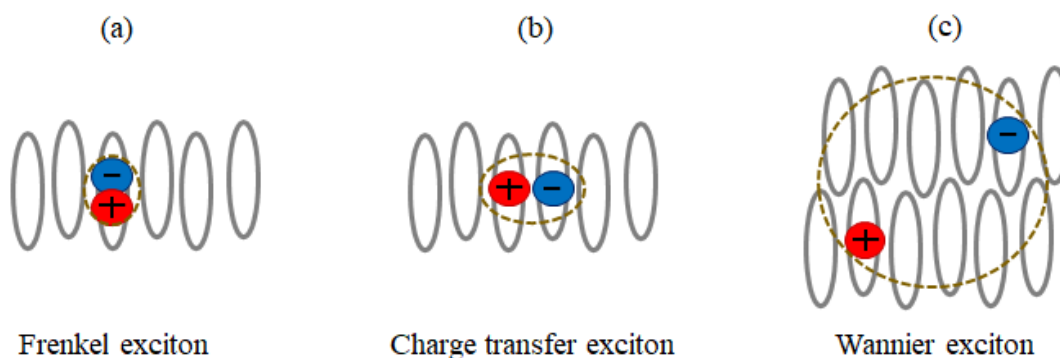 (a)
(b)
(c)
−
+
+
−
−
+
Frenkel exciton
Charge transfer exciton
Wannier exciton